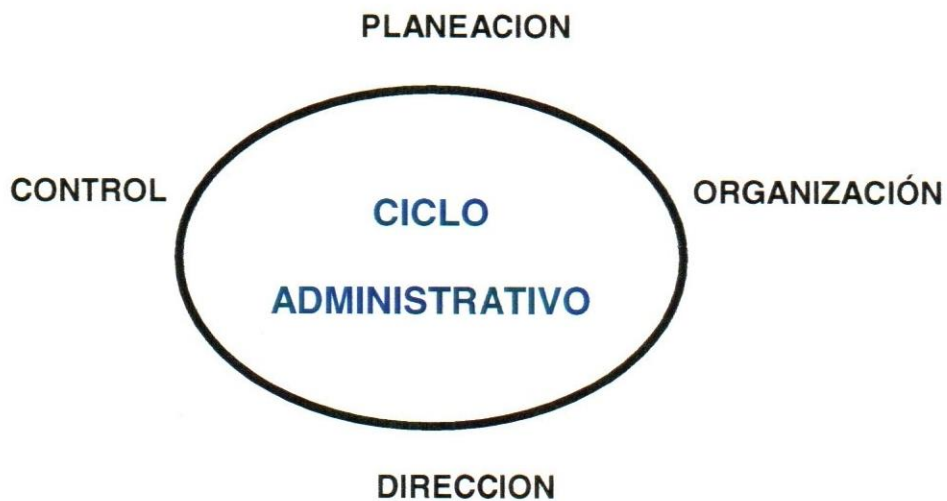 PLANEACION
CONTROL
ORGANIZACIÓN
CICLO
ADMINISTRATIVO
DIRECCION